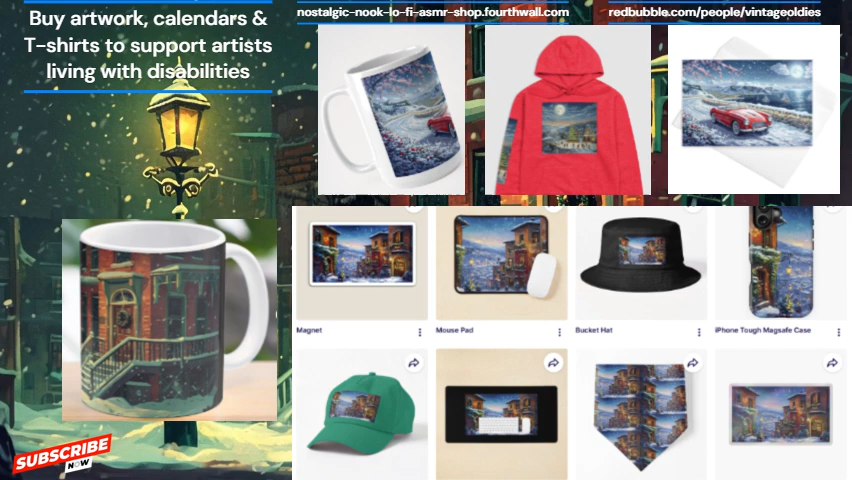 Buy artwork, calendars &
T-shirts to support artists
living with disabilities
nostalgic-nook-lo-fi-asmr-shop.fourthwall.com
redbubble.com/people/vintageoldies
Magnet
Mouse Pad
Bucket Hat
iPhone Tough Magsafe Case
SUBSCRIBE
NOW